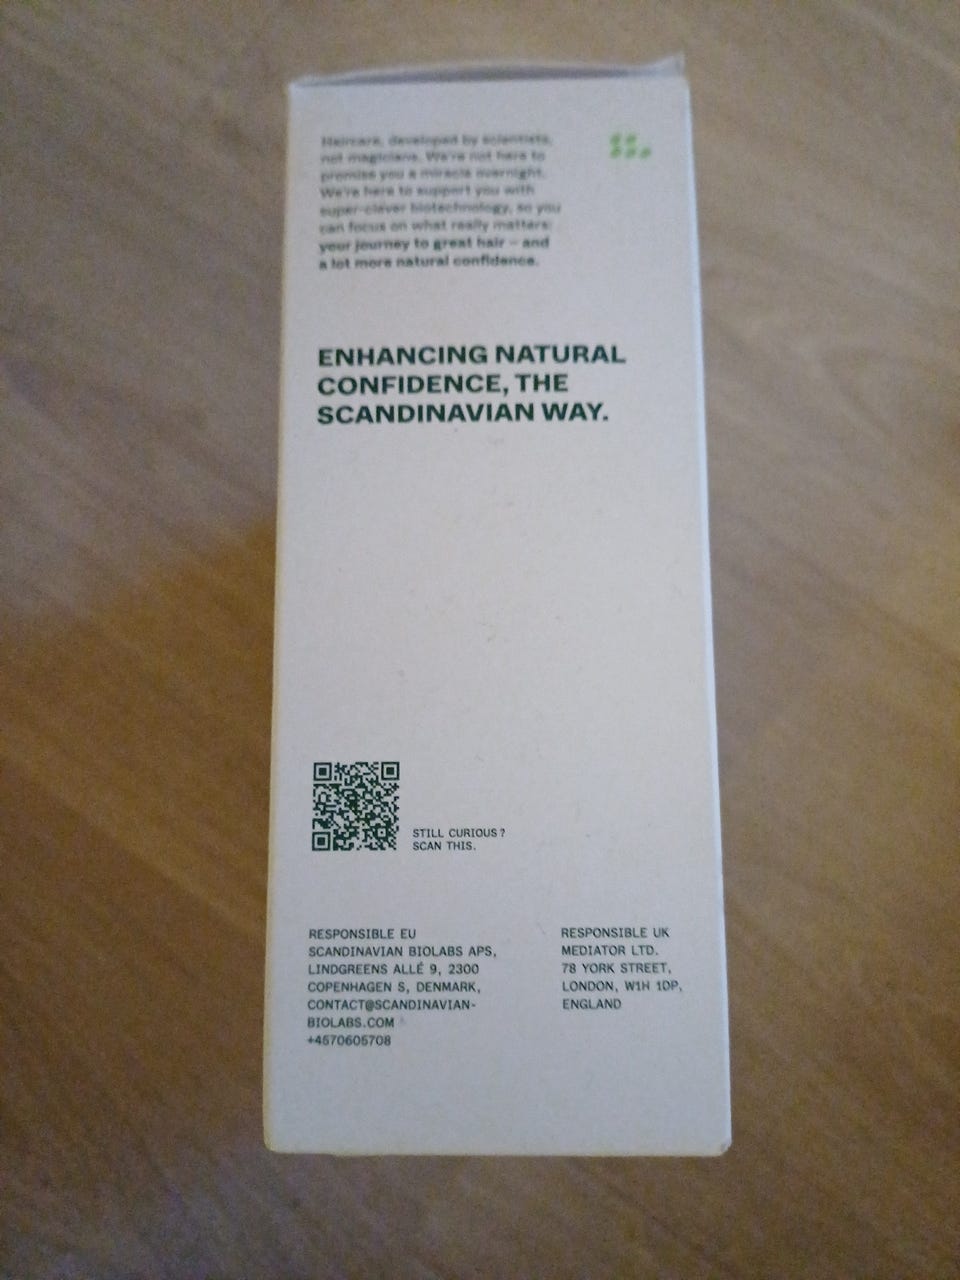 Haircare, developed by scientists,
not magicians. We're not here to
promise you a miracle overnight.
We're here to support you with
super-clever biotechnology, so you
can focus on what really matters:
your journey to great hair – and
a lot more natural confidence.
ENHANCING NATURAL
CONFIDENCE, THE
SCANDINAVIAN WAY.
STILL CURIOUS?
SCAN THIS.
RESPONSIBLE EU
SCANDINAVIAN BIOLABS APS,
LINDGREENS ALLÉ 9, 2300
COPENHAGEN S, DENMARK,
CONTACT@SCANDINAVIAN-
BIOLABS.COM
+4570605708
RESPONSIBLE UK
MEDIATOR LTD.
78 YORK STREET,
LONDON, W1H 1DP,
ENGLAND